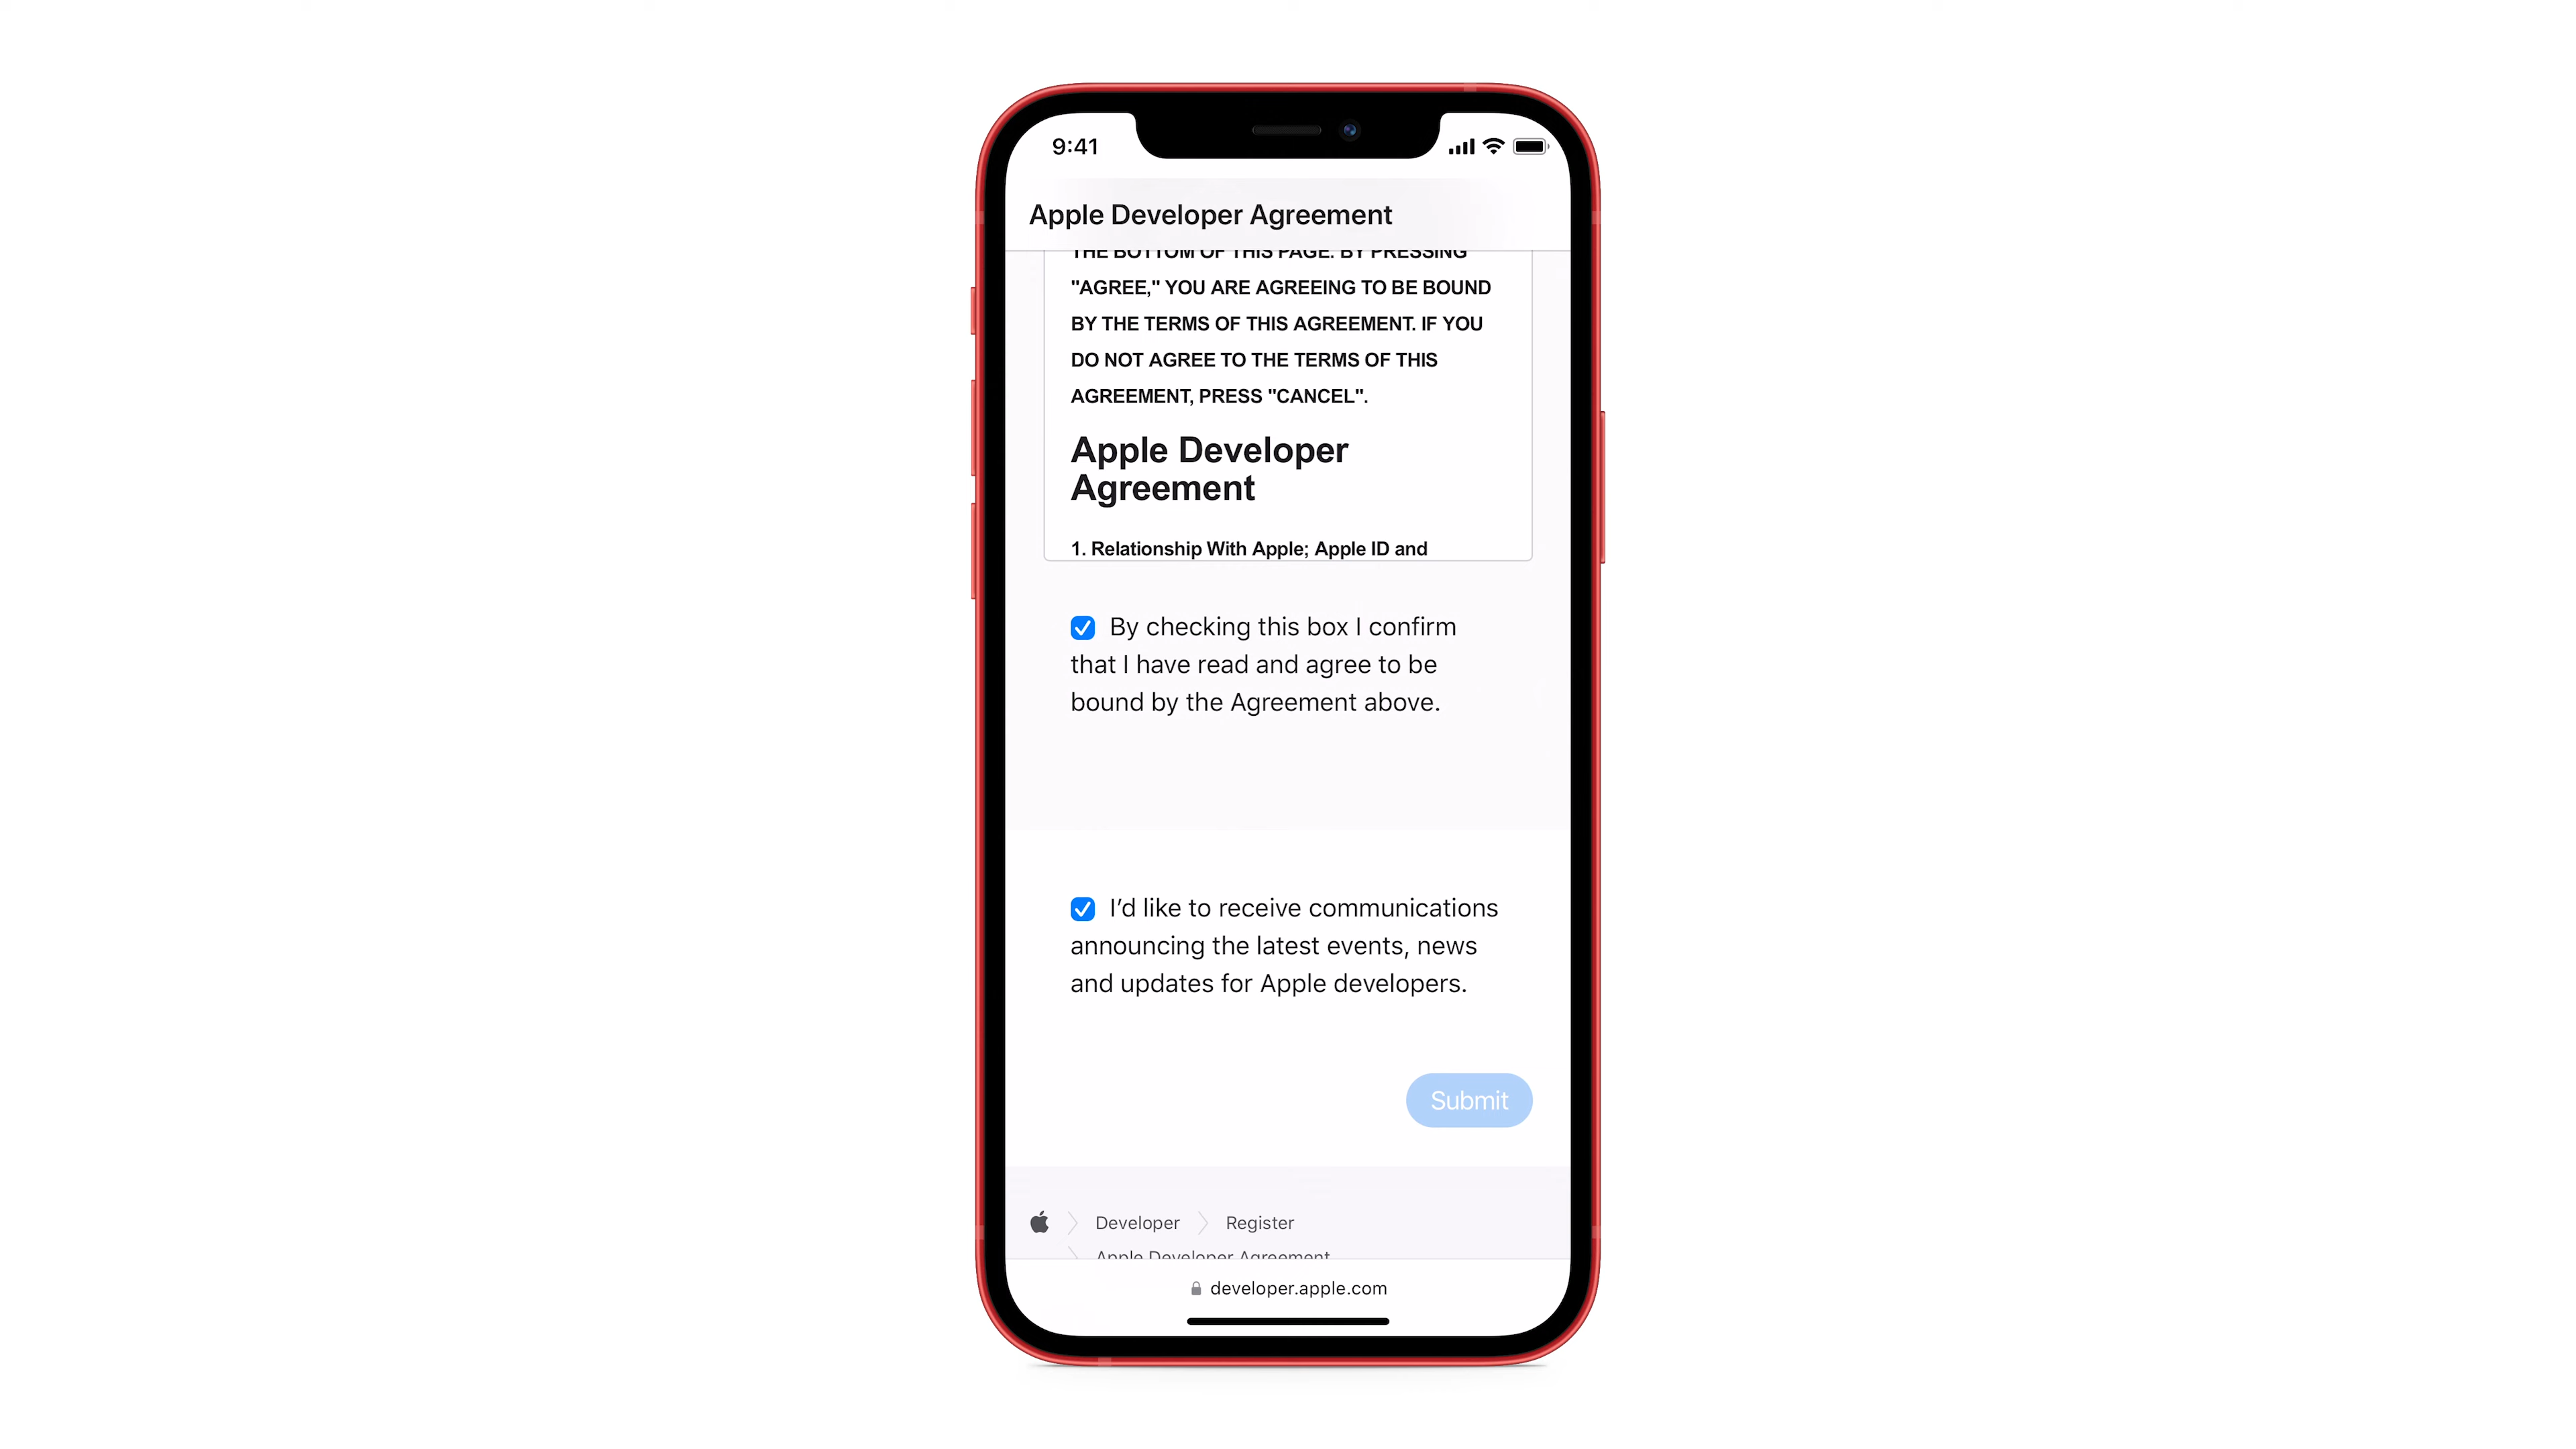 9:41
Apple Developer Agreement
THE BOTTOM OF THIS PAGE. BY PRESSING
"AGREE," YOU ARE AGREEING TO BE BOUND
BY THE TERMS OF THIS AGREEMENT. IF YOU
DO NOT AGREE TO THE TERMS OF THIS
AGREEMENT, PRESS "CANCEL".
Apple Developer
Agreement
1. Relationship With Apple; Apple ID and
By checking this box I confirm
that I have read and agree to be
bound by the Agreement above.
I’d like to receive communications
announcing the latest events, news
and updates for Apple developers.
Submit
Developer Register
Apple Developer Agreement
developer.apple.com